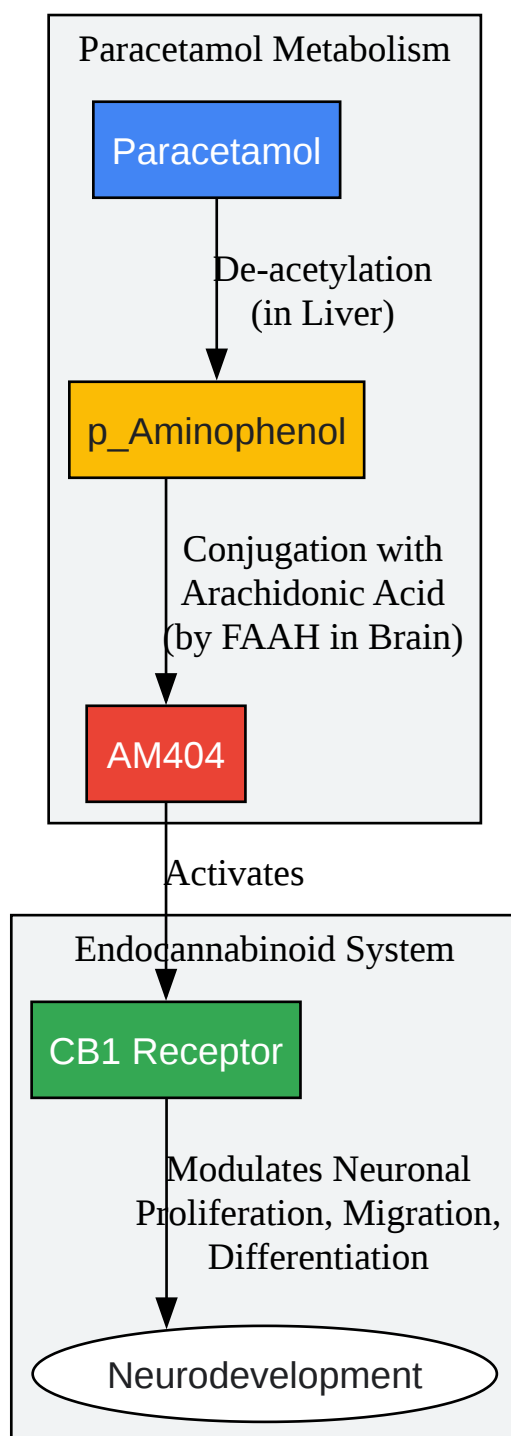 Paracetamol Metabolism
Paracetamol
De-acetylation
(in Liver)
p_Aminophenol
Conjugation with
Arachidonic Acid
(by FAAH in Brain)
AM404
Activates
Endocannabinoid System
CB1 Receptor
Modulates Neuronal
Proliferation, Migration,
Differentiation
Neurodevelopment